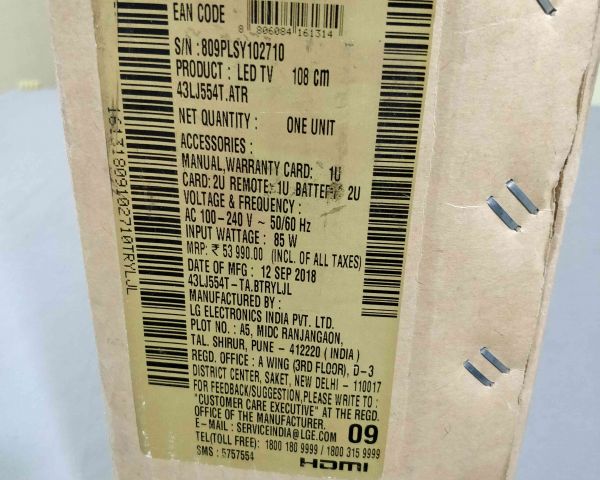 EAN CODE
8 806084 161314
S/N : 809PLSY102710
PRODUCT : LED TV 108 cm
43LJ554T.ATR
NET QUANTITY : ONE UNIT
ACCESSORIES :
MANUAL,WARRANTY CARD: 1U
CARD: 2U REMOTE: 1U BATTERY 2U
VOLTAGE & FREQUENCY :
AC 100-240 V ~ 50/60 Hz
INPUT WATTAGE : 85 W
MRP: ₹ 53 990.00 (INCL. OF ALL TAXES)
DATE OF MFG : 12 SEP 2018
43LJ554T-TA.BTRYLJL
MANUFACTURED BY :
LG ELECTRONICS INDIA PVT. LTD.
PLOT NO. : A5, MIDC RANJANGAON,
TAL. SHIRUR, PUNE - 412220 ( INDIA )
REGD. OFFICE : A WING (3RD FLOOR), D-3
DISTRICT CENTER, SAKET, NEW DELHI - 110017
FOR FEEDBACK/SUGGESTION,PLEASE WRITE TO :
"CUSTOMER CARE EXECUTIVE" AT THE REGD.
OFFICE OF THE MANUFACTURER.
E-MAIL : SERVICEINDIA@LGE.COM 09
TEL(TOLL FREE): 1800 180 9999 / 1800 315 9999
SMS : 5757554
HDMI
16131809102710TRYLJL